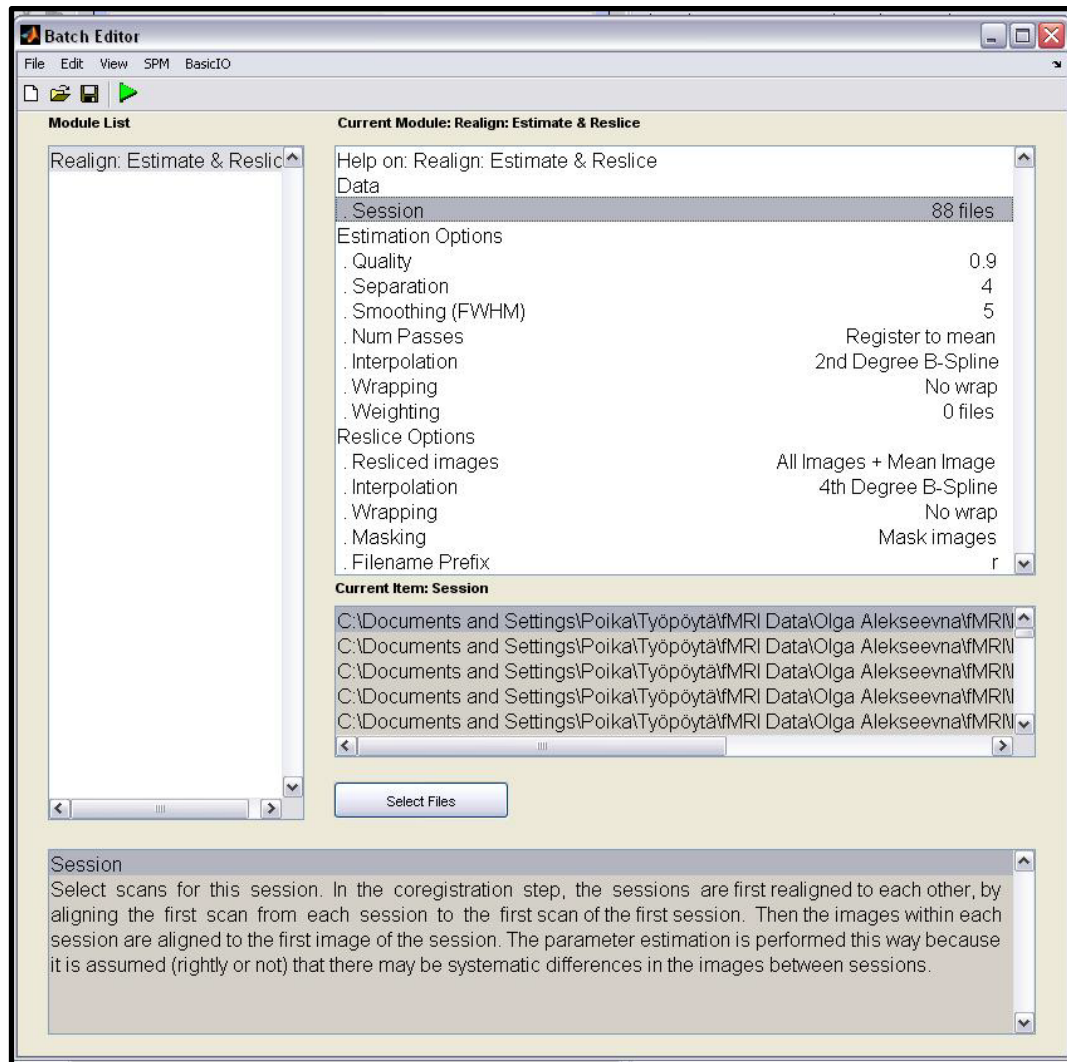 Batch Editor
File Edit View SPM BasicIO
Module List
Realign: Estimate & Reslic
Current Module: Realign: Estimate & Reslice
Help on: Realign: Estimate & Reslice
Data
. Session 88 files
Estimation Options
. Quality 0.9
. Separation 4
. Smoothing (FWHM) 5
. Num Passes Register to mean
. Interpolation 2nd Degree B-Spline
. Wrapping No wrap
. Weighting 0 files
Reslice Options
. Resliced images All Images + Mean Image
. Interpolation 4th Degree B-Spline
. Wrapping No wrap
. Masking Mask images
. Filename Prefix r
Current Item: Session
C:\Documents and Settings\Poika\Työpöytä\fMRI Data\Olga Alekseevna\fMRI\
C:\Documents and Settings\Poika\Työpöytä\fMRI Data\Olga Alekseevna\fMRI\
C:\Documents and Settings\Poika\Työpöytä\fMRI Data\Olga Alekseevna\fMRI\
C:\Documents and Settings\Poika\Työpöytä\fMRI Data\Olga Alekseevna\fMRI\
C:\Documents and Settings\Poika\Työpöytä\fMRI Data\Olga Alekseevna\fMRI\
Select Files
Session
Select scans for this session. In the coregistration step, the sessions are first realigned to each other, by
aligning the first scan from each session to the first scan of the first session. Then the images within each
session are aligned to the first image of the session. The parameter estimation is performed this way because
it is assumed (rightly or not) that there may be systematic differences in the images between sessions.